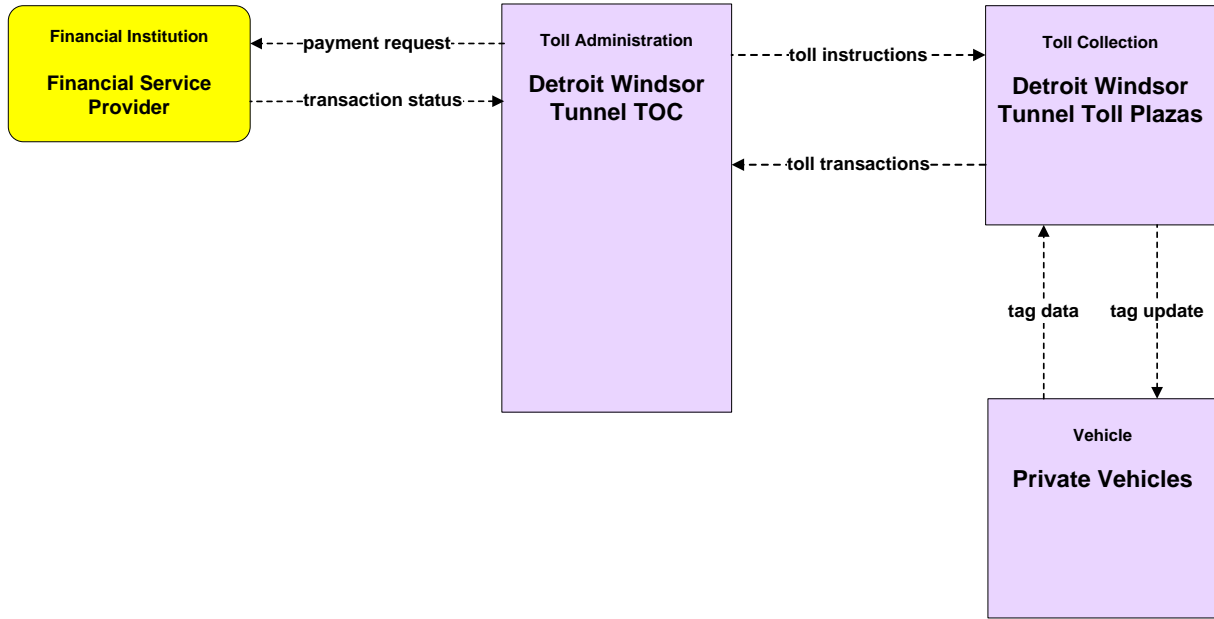 Financial Institution
Financial Service
Provider
payment request
transaction status
Toll Administration
Detroit Windsor
Tunnel TOC
toll instructions
toll transactions
Toll Collection
Detroit Windsor
Tunnel Toll Plazas
tag data
tag update
Vehicle
Private Vehicles